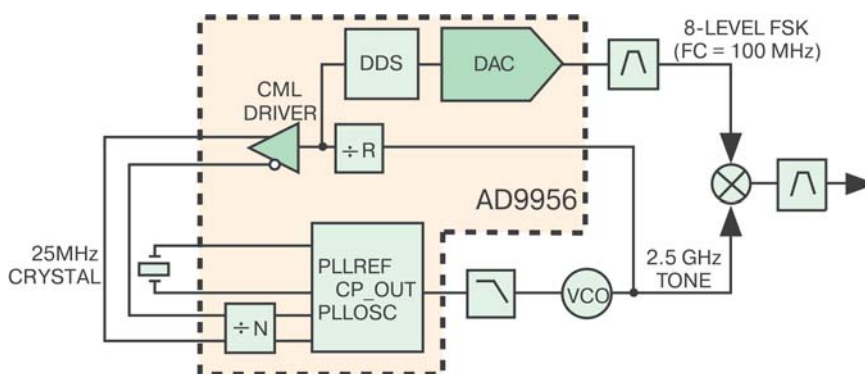 8-LEVEL FSK
(FC = 100 MHz)
DDS
DAC
CML
DRIVER
÷R
AD9956
25MHz
CRYSTAL
PLLREF
CP_OUT
PLLOSC
÷N
VCO
2.5 GHz
TONE